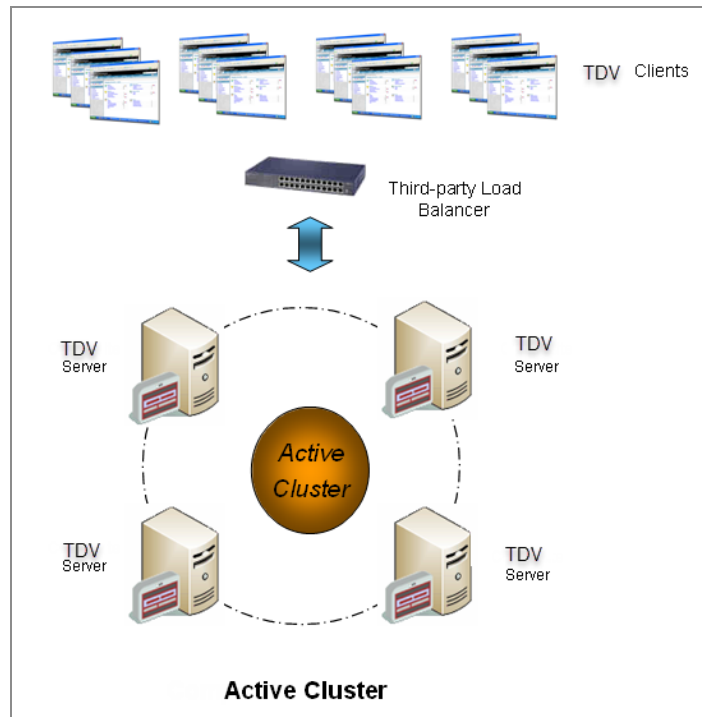 TDV Clients
Third-party Load
Balancer
TDV
Server
TDV
Server
Active
Cluster
TDV
Server
TDV
Server
Active Cluster